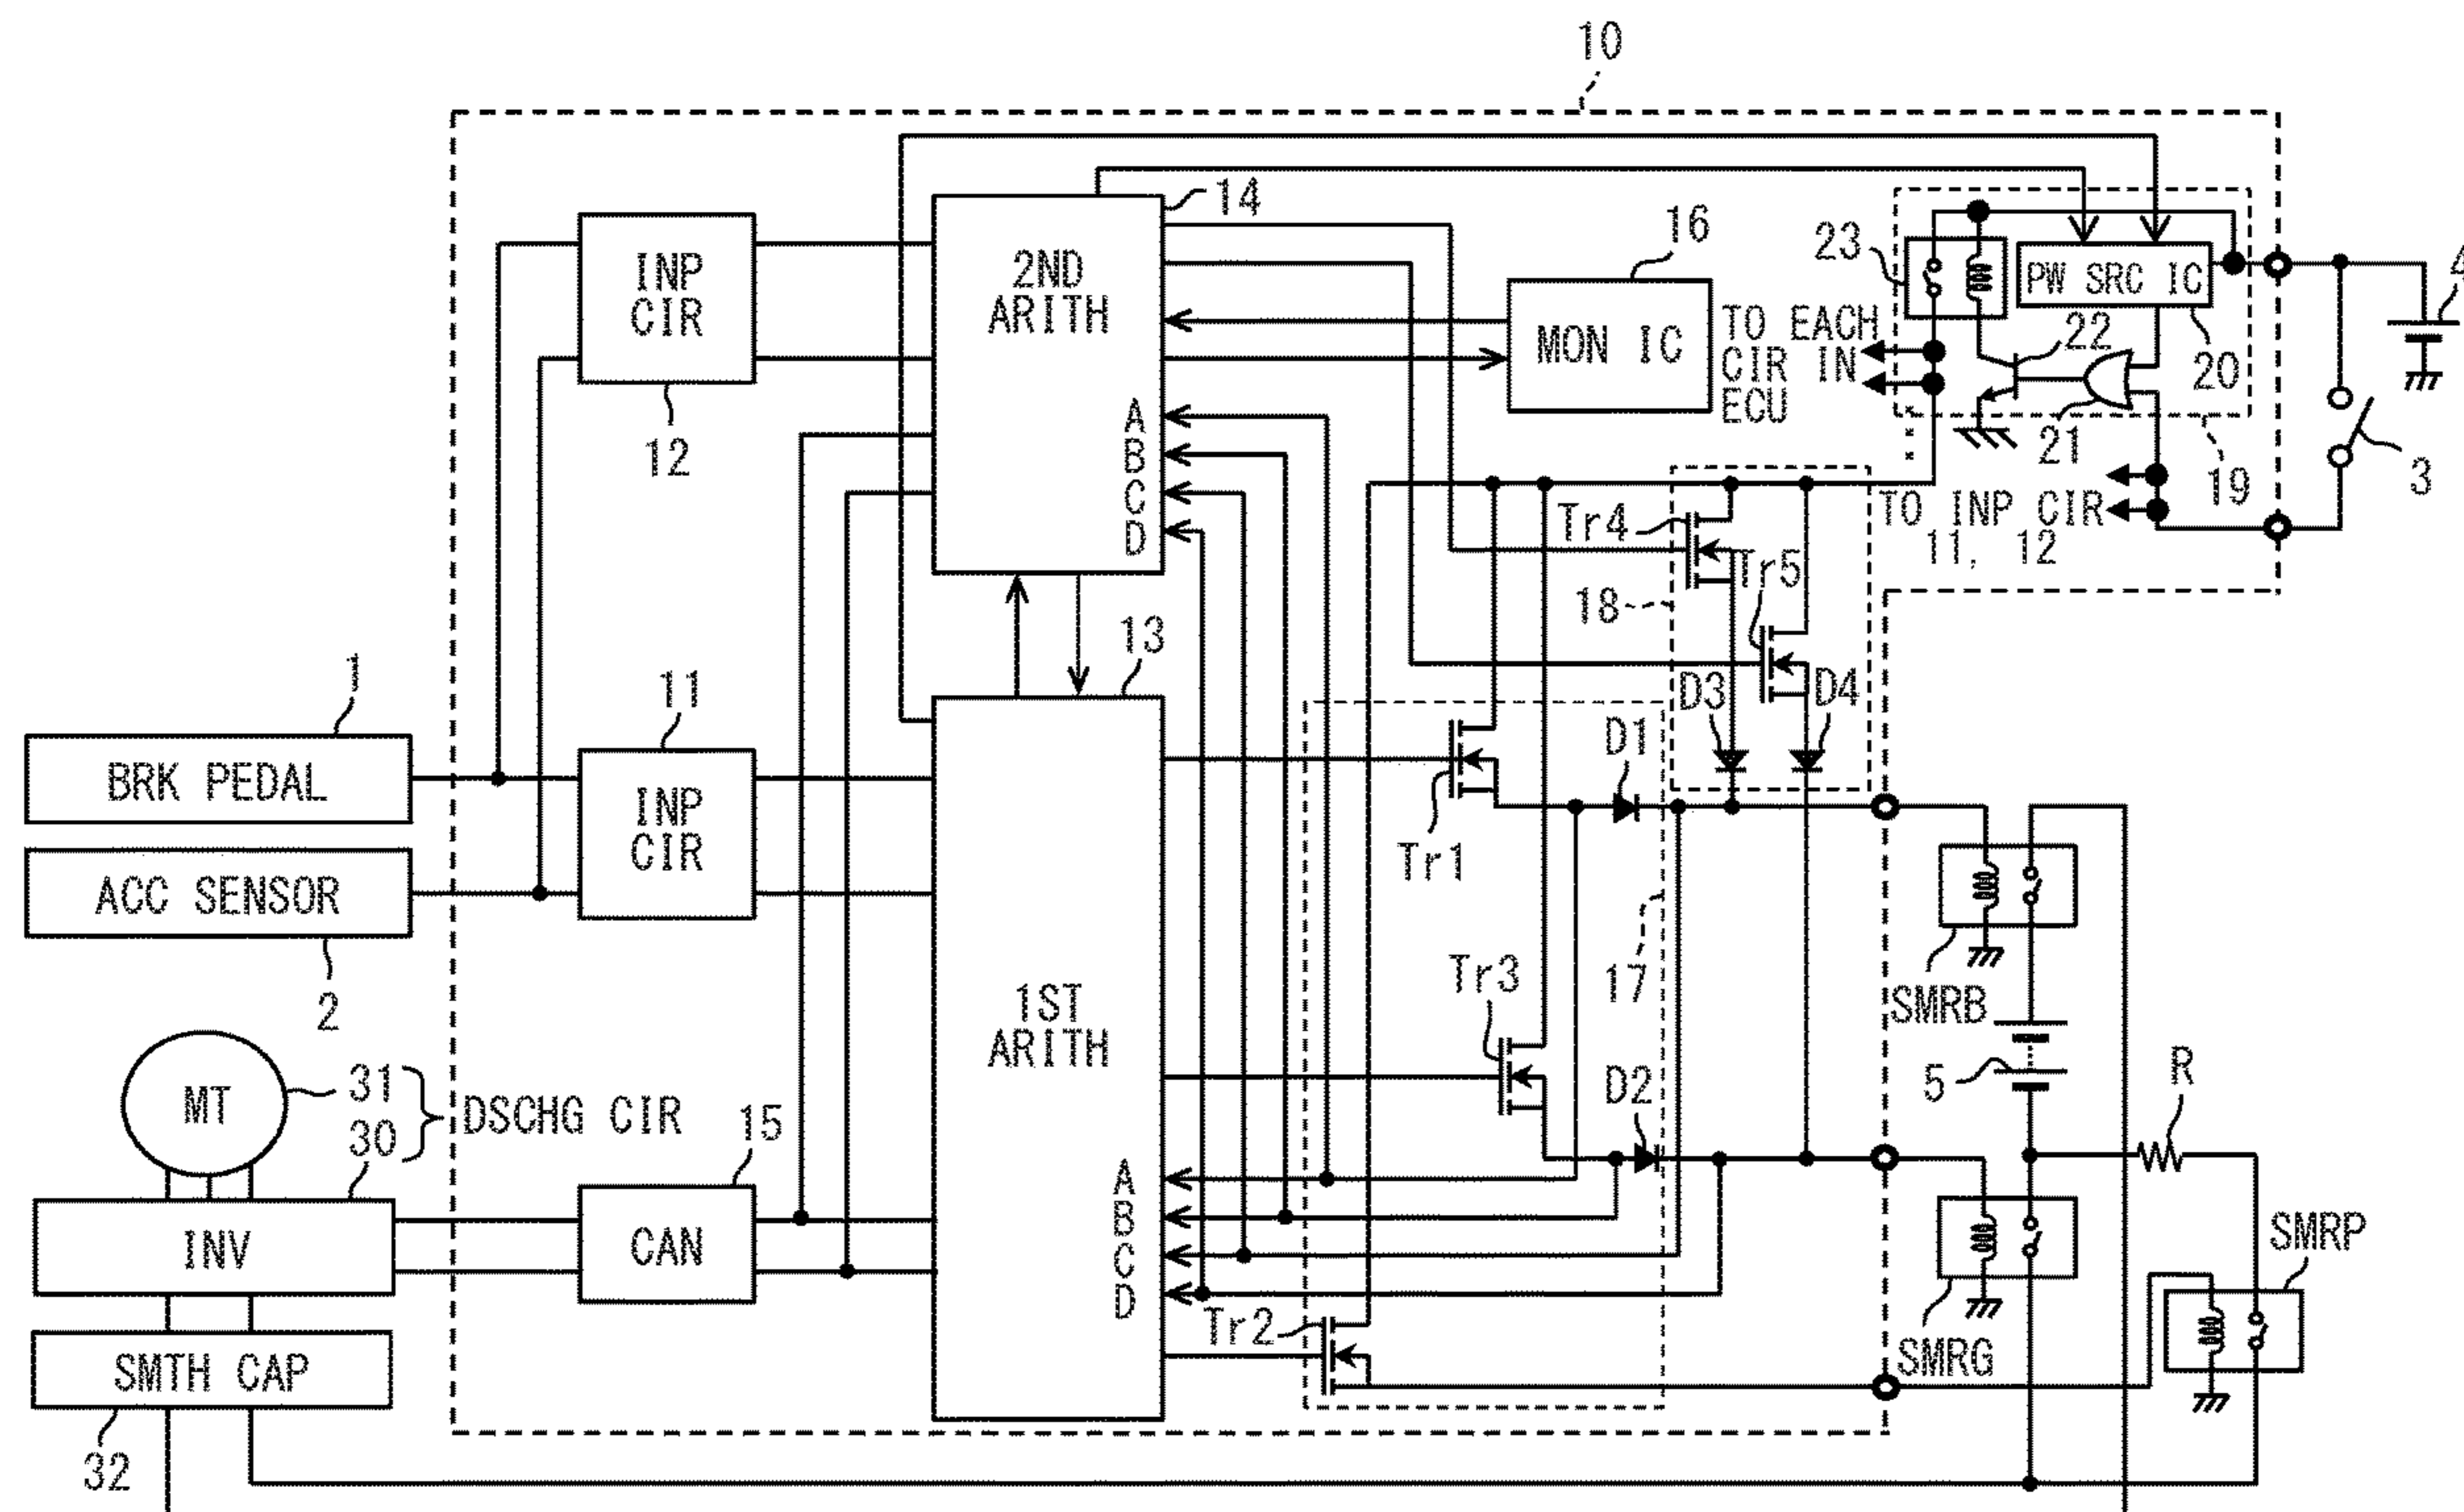 10
14
16
23
4
INP
CIR
2ND
ARITH
PW SRC IC
MON IC
TO EACH
CIR IN
ECU
22
20
12
A
B
C
D
21
19
3
Tr4
TO INP CIR
11, 12
Tr5
18
13
1
11
D3
D4
BRK PEDAL
INP
CIR
D1
Tr1
ACC SENSOR
2
Tr3
17
SMRB
1ST
ARITH
MT
31
30
DSCHG CIR
15
D2
5
R
INV
CAN
A
B
C
D
SMRP
Tr2
SMTH CAP
SMRG
32